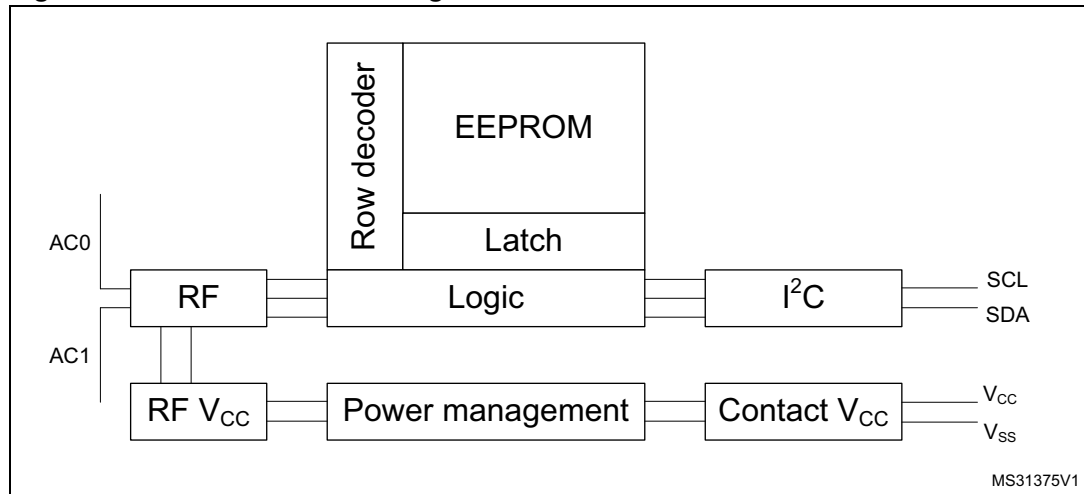 Row decoder
EEPROM
Latch
AC0
RF
Logic
I²C
SCL
SDA
AC1
RF V_CC
Power management
Contact V_CC
V_CC
V_SS
MS31375V1